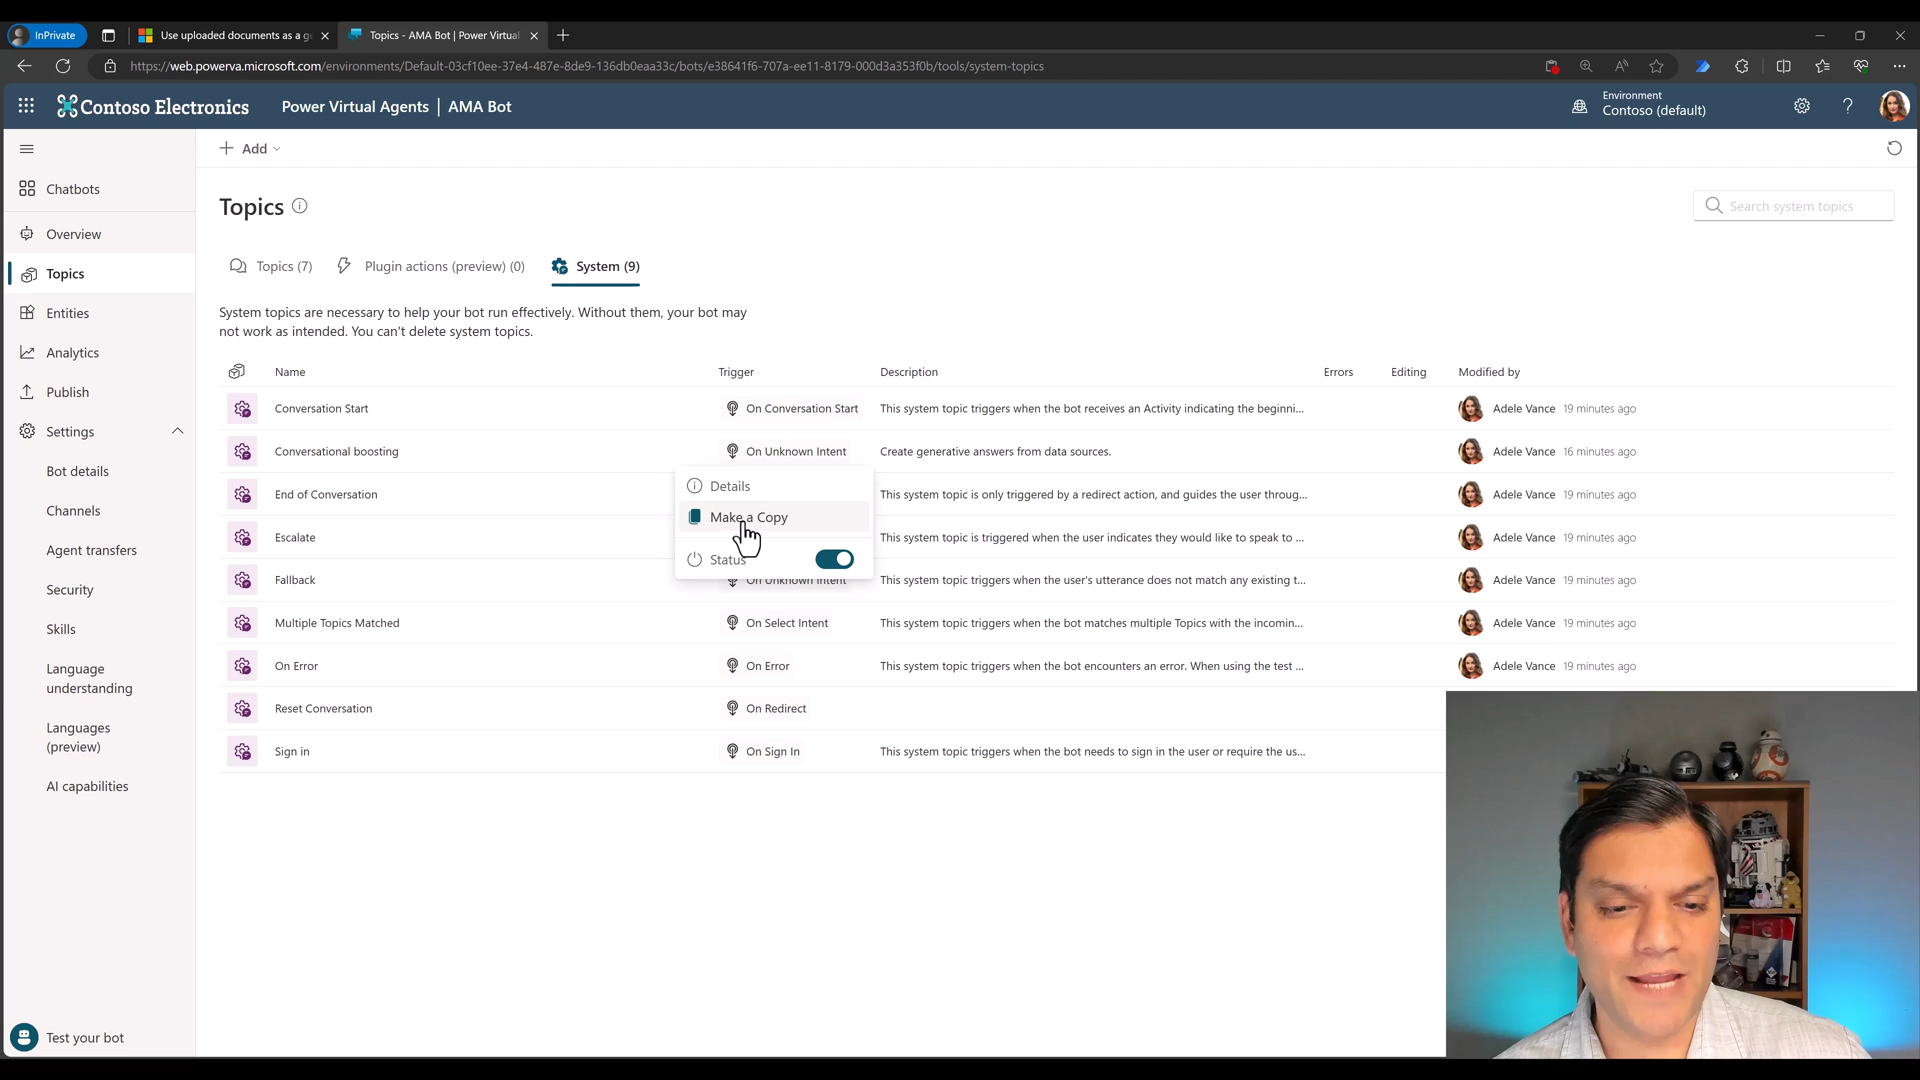 InPrivate
Use uploaded documents as a ge
Topics - AMA Bot | Power Virtual
https://web.powerva.microsoft.com/environments/Default-03cf10ee-37e4-487e-8de9-136db0eaa33c/bots/e38641f6-707a-ee11-8179-000d3a353f0b/tools/system-topics
Contoso Electronics
Power Virtual Agents | AMA Bot
Environment
Contoso (default)
Add
Chatbots
Overview
Topics
Entities
Analytics
Publish
Settings
Bot details
Channels
Agent transfers
Security
Skills
Language
understanding
Languages
(preview)
AI capabilities
Test your bot
Topics
Search system topics
Topics (7)
Plugin actions (preview) (0)
System (9)
System topics are necessary to help your bot run effectively. Without them, your bot may
not work as intended. You can't delete system topics.
Name Trigger Description Errors Editing Modified by
Conversation Start On Conversation Start This system topic triggers when the bot receives an Activity indicating the beginni... Adele Vance 19 minutes ago
Conversational boosting On Unknown Intent Create generative answers from data sources. Adele Vance 16 minutes ago
Details
End of Conversation This system topic is only triggered by a redirect action, and guides the user throug... Adele Vance 19 minutes ago
Make a Copy
Escalate This system topic is triggered when the user indicates they would like to speak to ... Adele Vance 19 minutes ago
Status
Fallback On Unknown Intent This system topic triggers when the user's utterance does not match any existing t... Adele Vance 19 minutes ago
Multiple Topics Matched On Select Intent This system topic triggers when the bot matches multiple Topics with the incomin... Adele Vance 19 minutes ago
On Error On Error This system topic triggers when the bot encounters an error. When using the test ... Adele Vance 19 minutes ago
Reset Conversation On Redirect
Sign in On Sign In This system topic triggers when the bot needs to sign in the user or require the us...